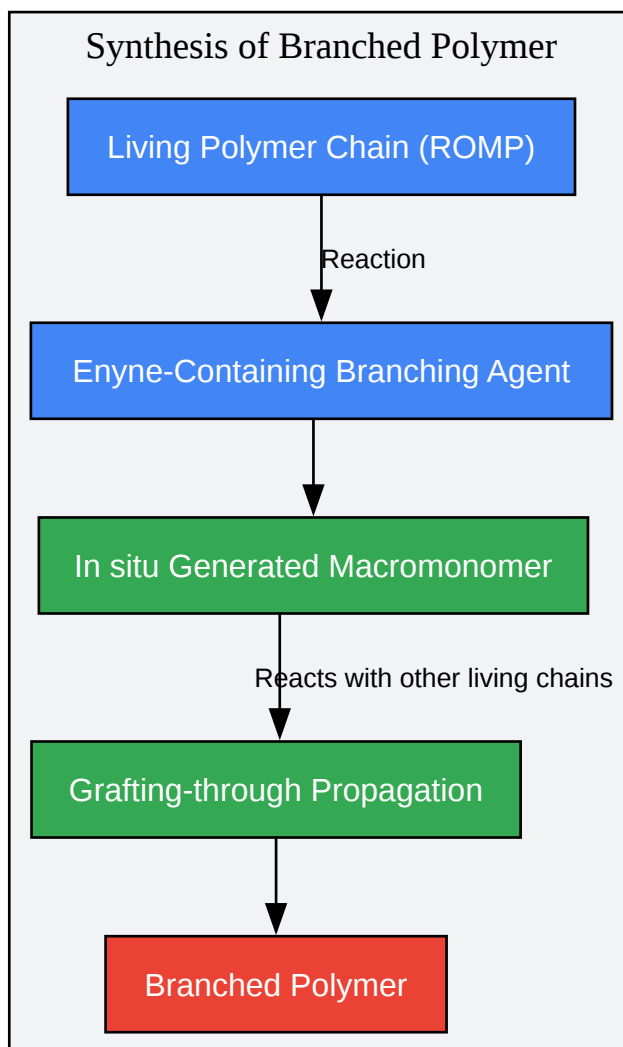 Synthesis of Branched Polymer
Living Polymer Chain (ROMP)
Reaction
Enyne-Containing Branching Agent
In situ Generated Macromonomer
Reacts with other living chains
Grafting-through Propagation
Branched Polymer